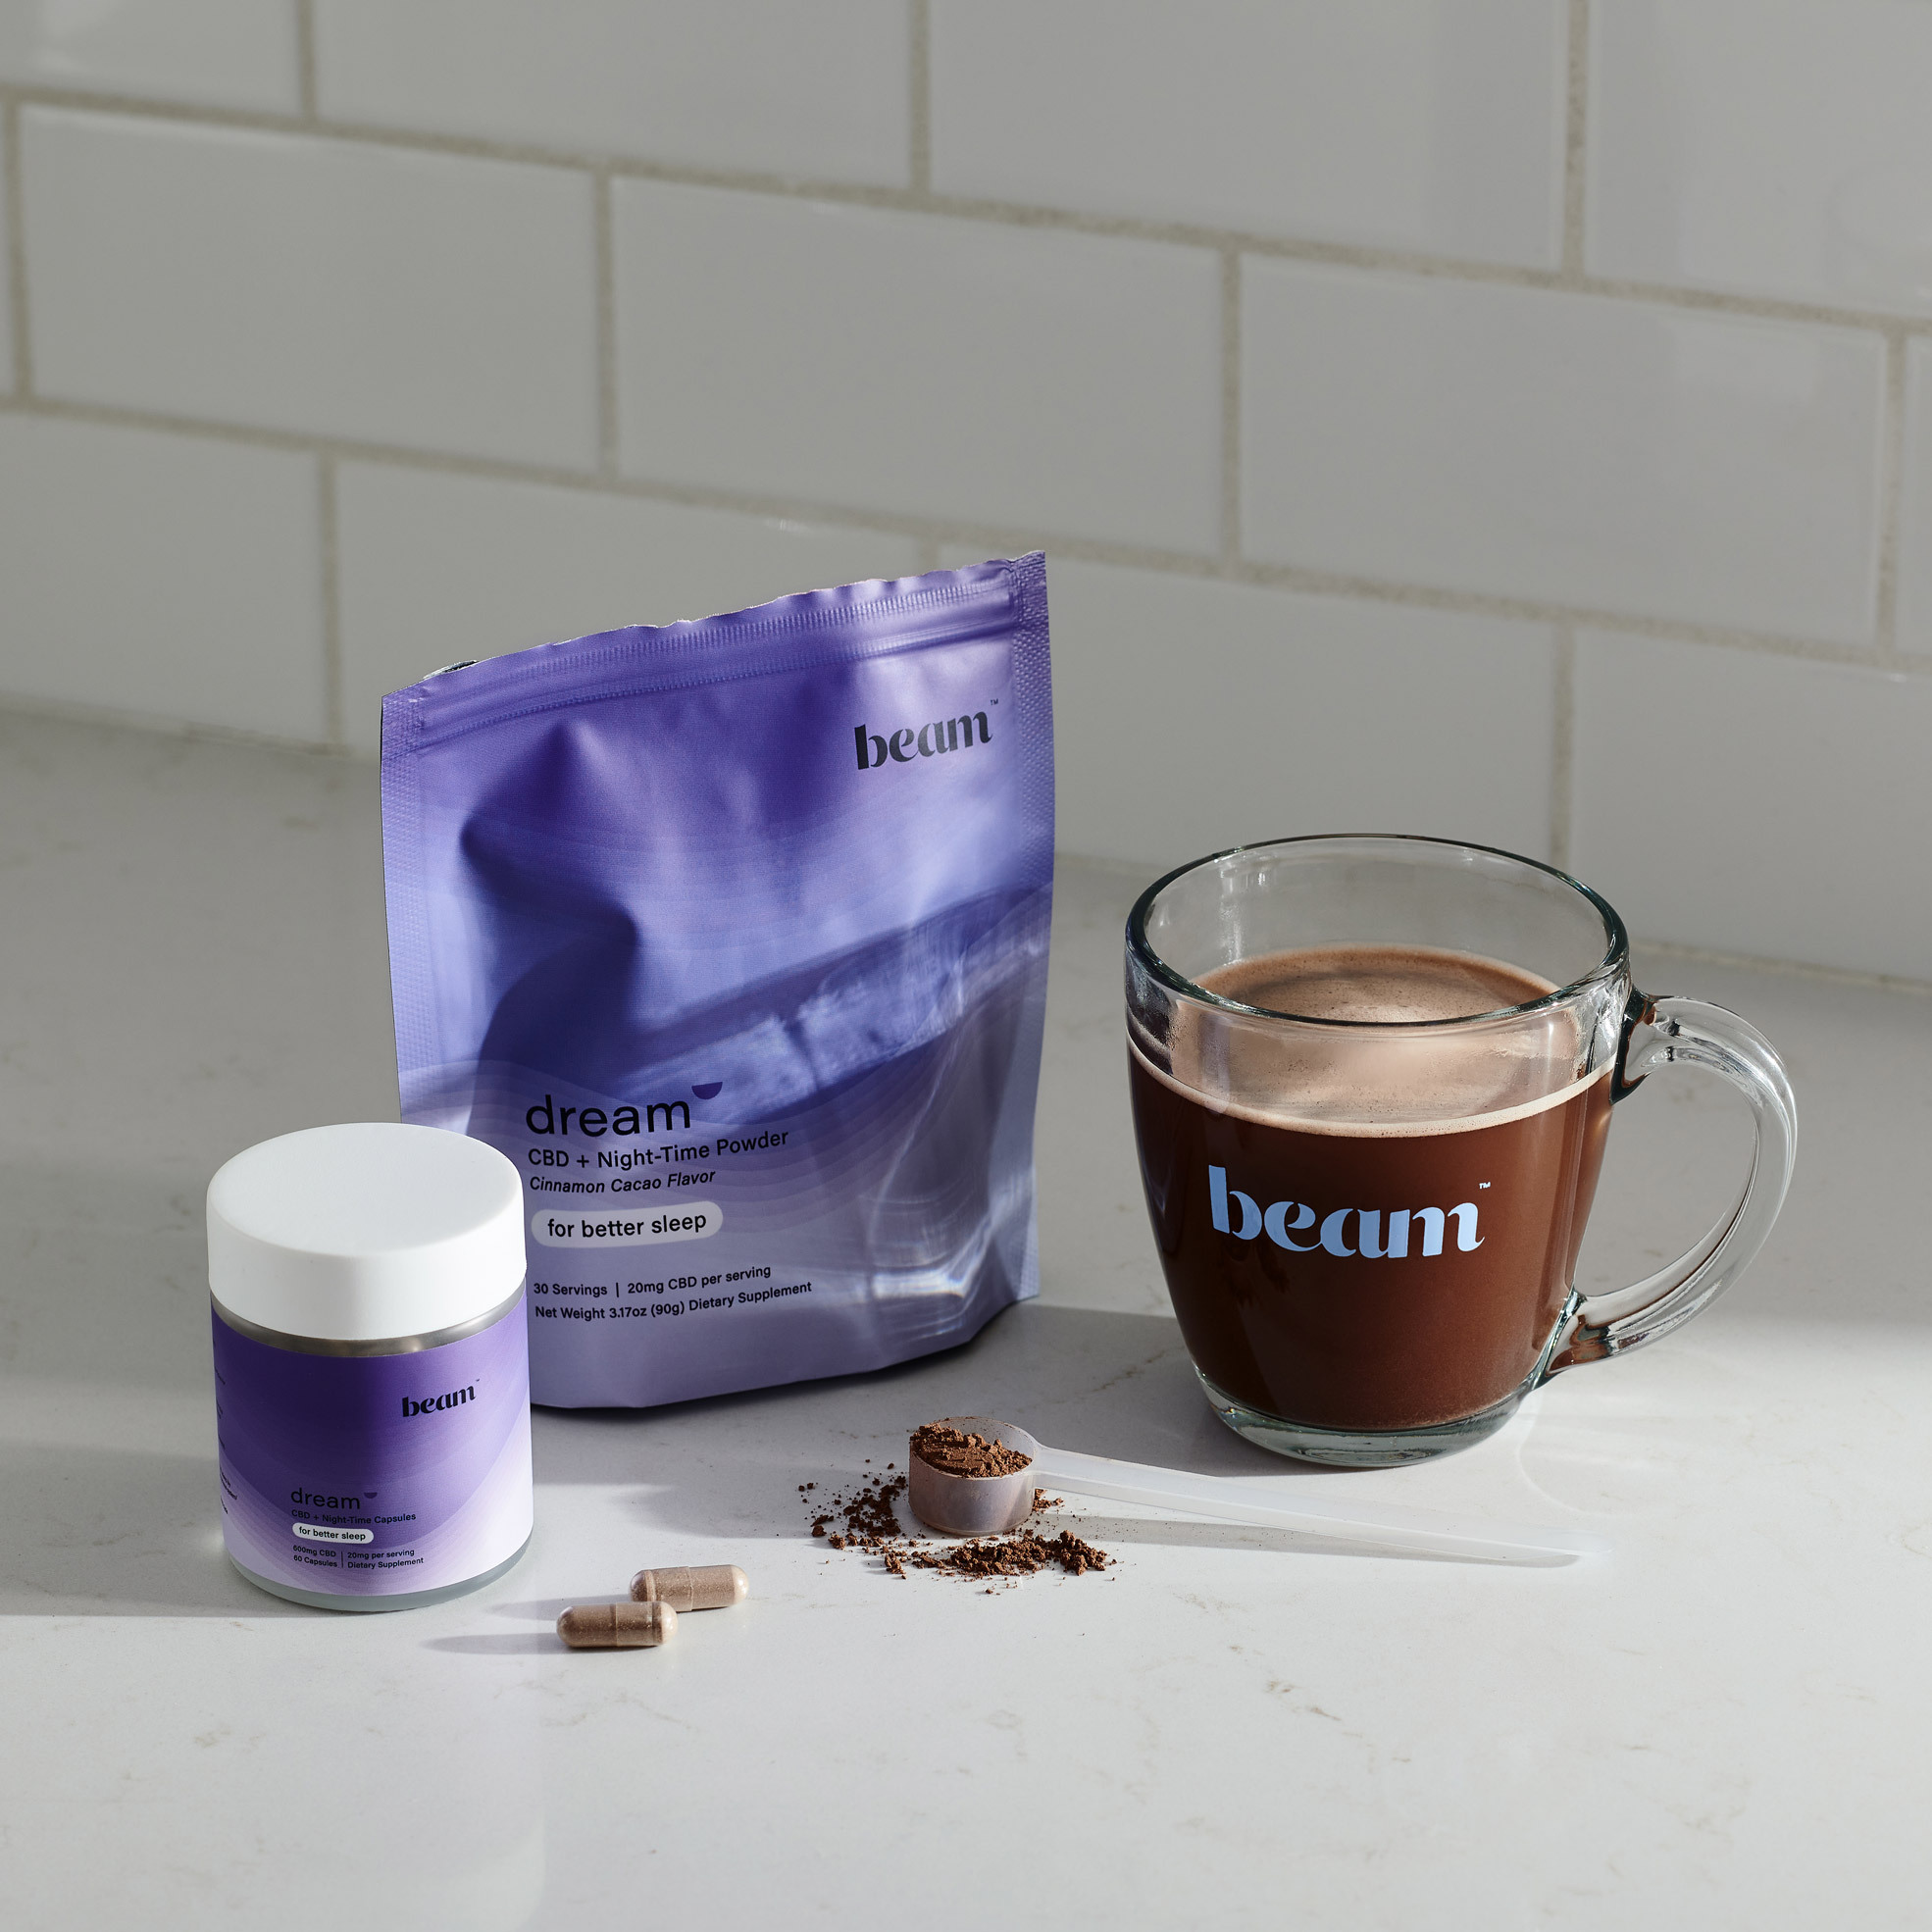 beam™
dream
CBD + Night-Time Powder
Cinnamon Cacao Flavor
for better sleep
30 Servings | 20mg CBD per serving
Net Weight 3.17oz (90g) Dietary Supplement
beam™
beam™
dream
CBD + Night-Time Capsules
for better sleep
600mg CBD | 20mg per serving
60 Capsules | Dietary Supplement